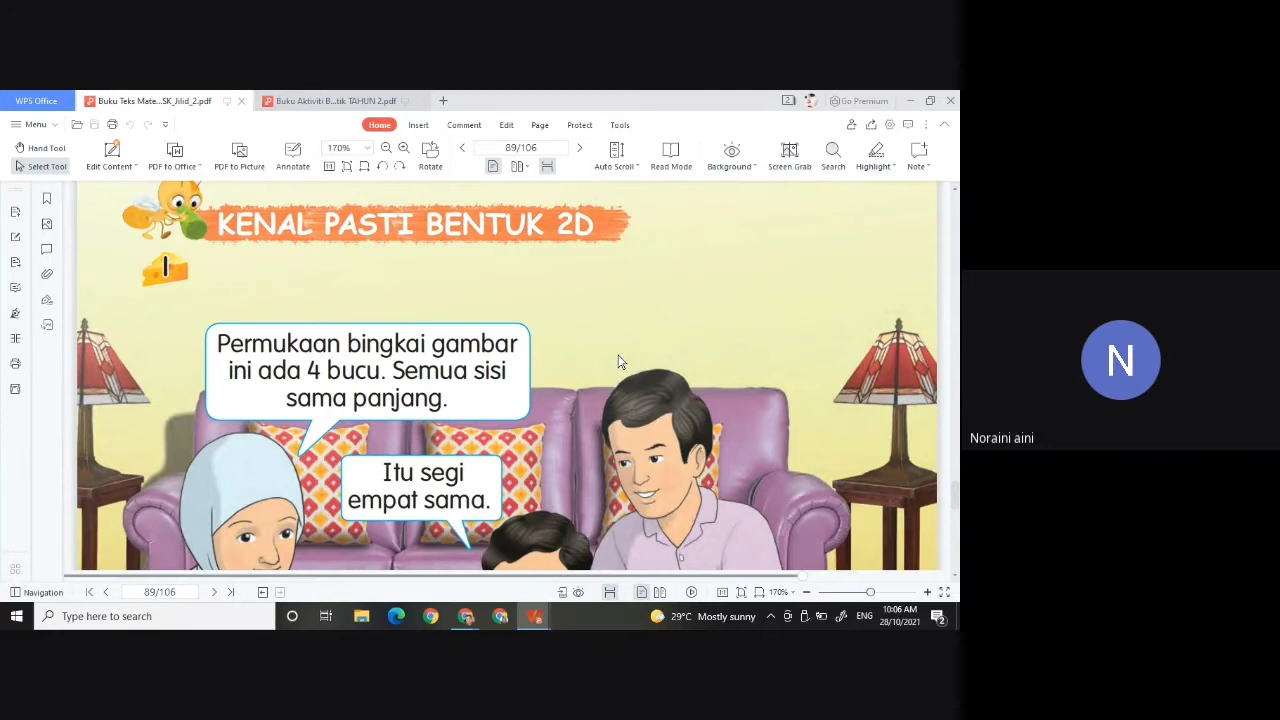 WPS Office
Buku Teks Mate...SK_Jilid_2.pdf
Buku Aktiviti B...tik TAHUN 2.pdf
2
Go Premium
Menu
Home
Insert
Comment
Edit
Page
Protect
Tools
Hand Tool
Select Tool
Edit Content
PDF to Office
PDF to Picture
Annotate
170%
Rotate
89/106
Auto Scroll
Read Mode
Background
Screen Grab
Search
Highlight
Note
KENAL PASTI BENTUK 2D
1
Permukaan bingkai gambar
ini ada 4 bucu. Semua sisi
sama panjang.
Itu segi
empat sama.
N
Noraini aini
Navigation
89/106
170%
Type here to search
29°C Mostly sunny
ENG
10:06 AM
28/10/2021
2